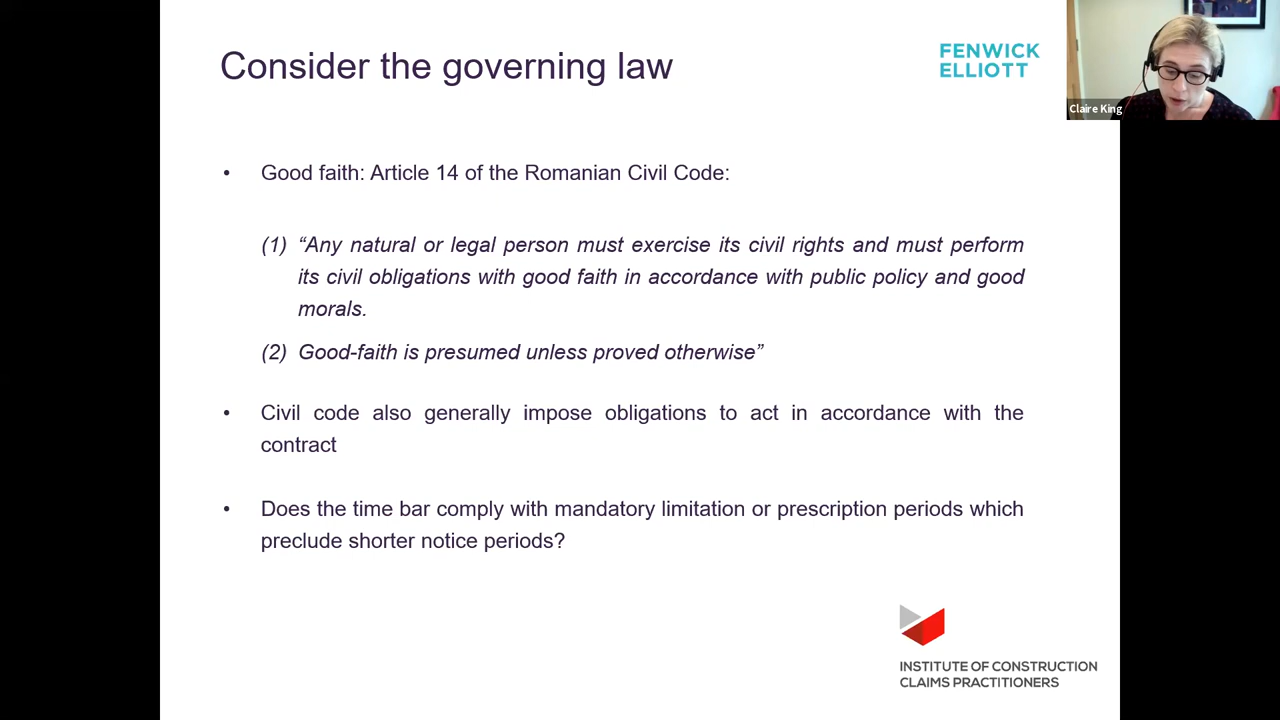 Consider the governing law
FENWICK
ELLIOTT
Claire King
• Good faith: Article 14 of the Romanian Civil Code:
(1) “Any natural or legal person must exercise its civil rights and must perform
its civil obligations with good faith in accordance with public policy and good
morals.
(2) Good-faith is presumed unless proved otherwise”
• Civil code also generally impose obligations to act in accordance with the
contract
• Does the time bar comply with mandatory limitation or prescription periods which
preclude shorter notice periods?
INSTITUTE OF CONSTRUCTION
CLAIMS PRACTITIONERS